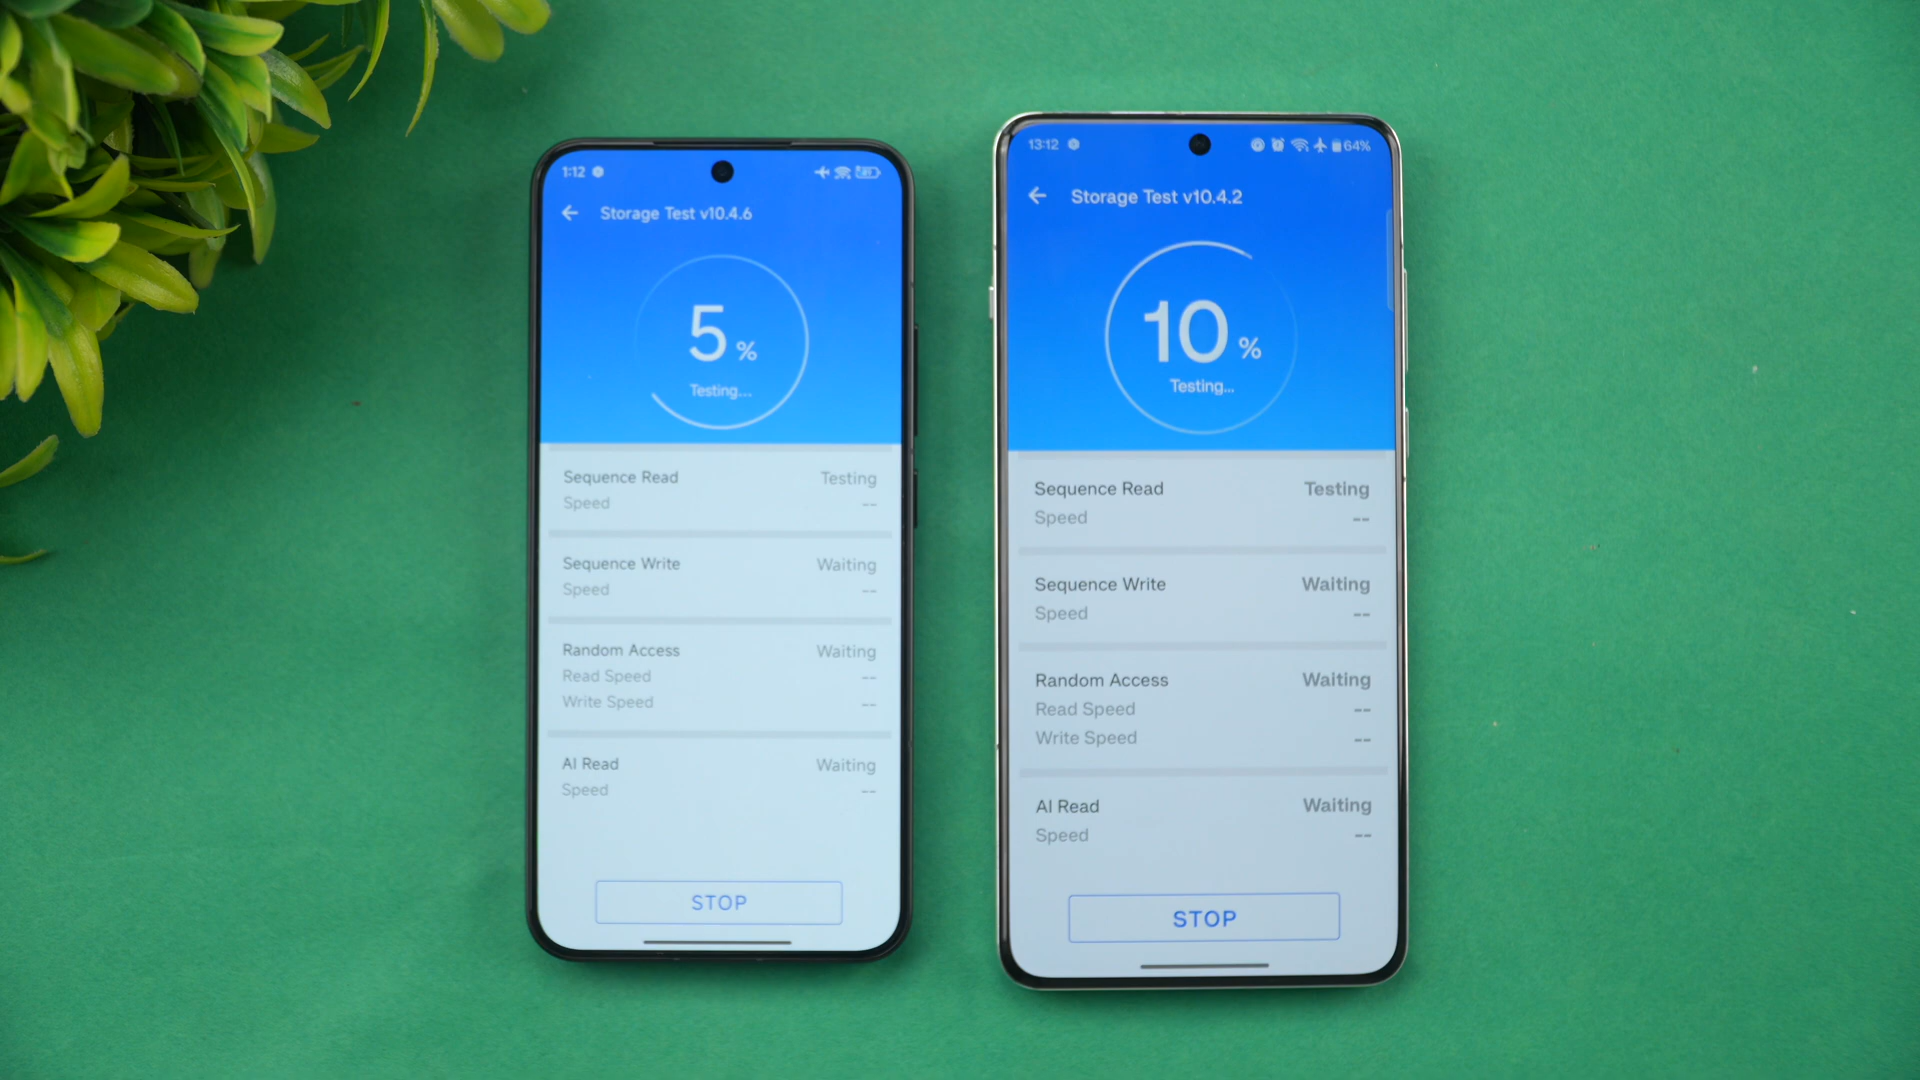 1:12
Storage Test v10.4.6
5 %
Testing...
Sequence Read Testing
Speed --
Sequence Write Waiting
Speed --
Random Access Waiting
Read Speed --
Write Speed --
AI Read Waiting
Speed --
STOP
13:12 64%
Storage Test v10.4.2
10 %
Testing...
Sequence Read Testing
Speed --
Sequence Write Waiting
Speed --
Random Access Waiting
Read Speed --
Write Speed --
AI Read Waiting
Speed --
STOP